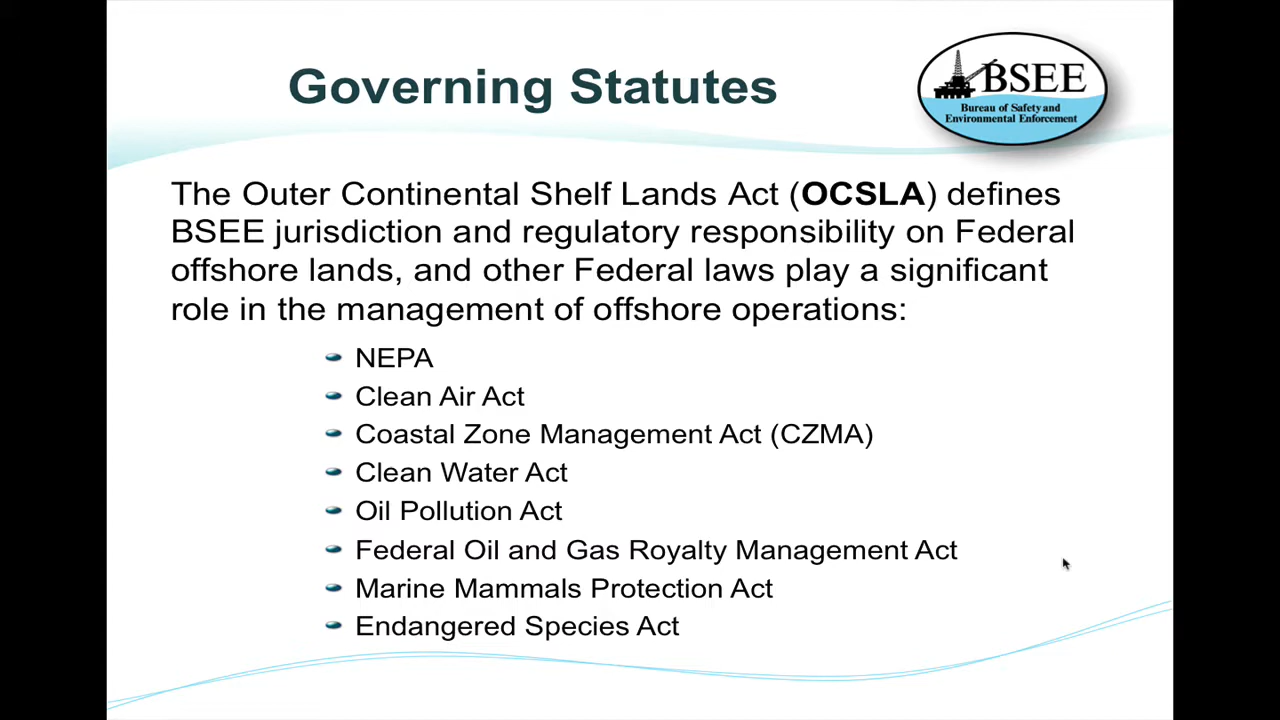 Governing Statutes
BSEE
Bureau of Safety and
Environmental Enforcement
The Outer Continental Shelf Lands Act (OCSLA) defines
BSEE jurisdiction and regulatory responsibility on Federal
offshore lands, and other Federal laws play a significant
role in the management of offshore operations:
NEPA
Clean Air Act
Coastal Zone Management Act (CZMA)
Clean Water Act
Oil Pollution Act
Federal Oil and Gas Royalty Management Act
Marine Mammals Protection Act
Endangered Species Act